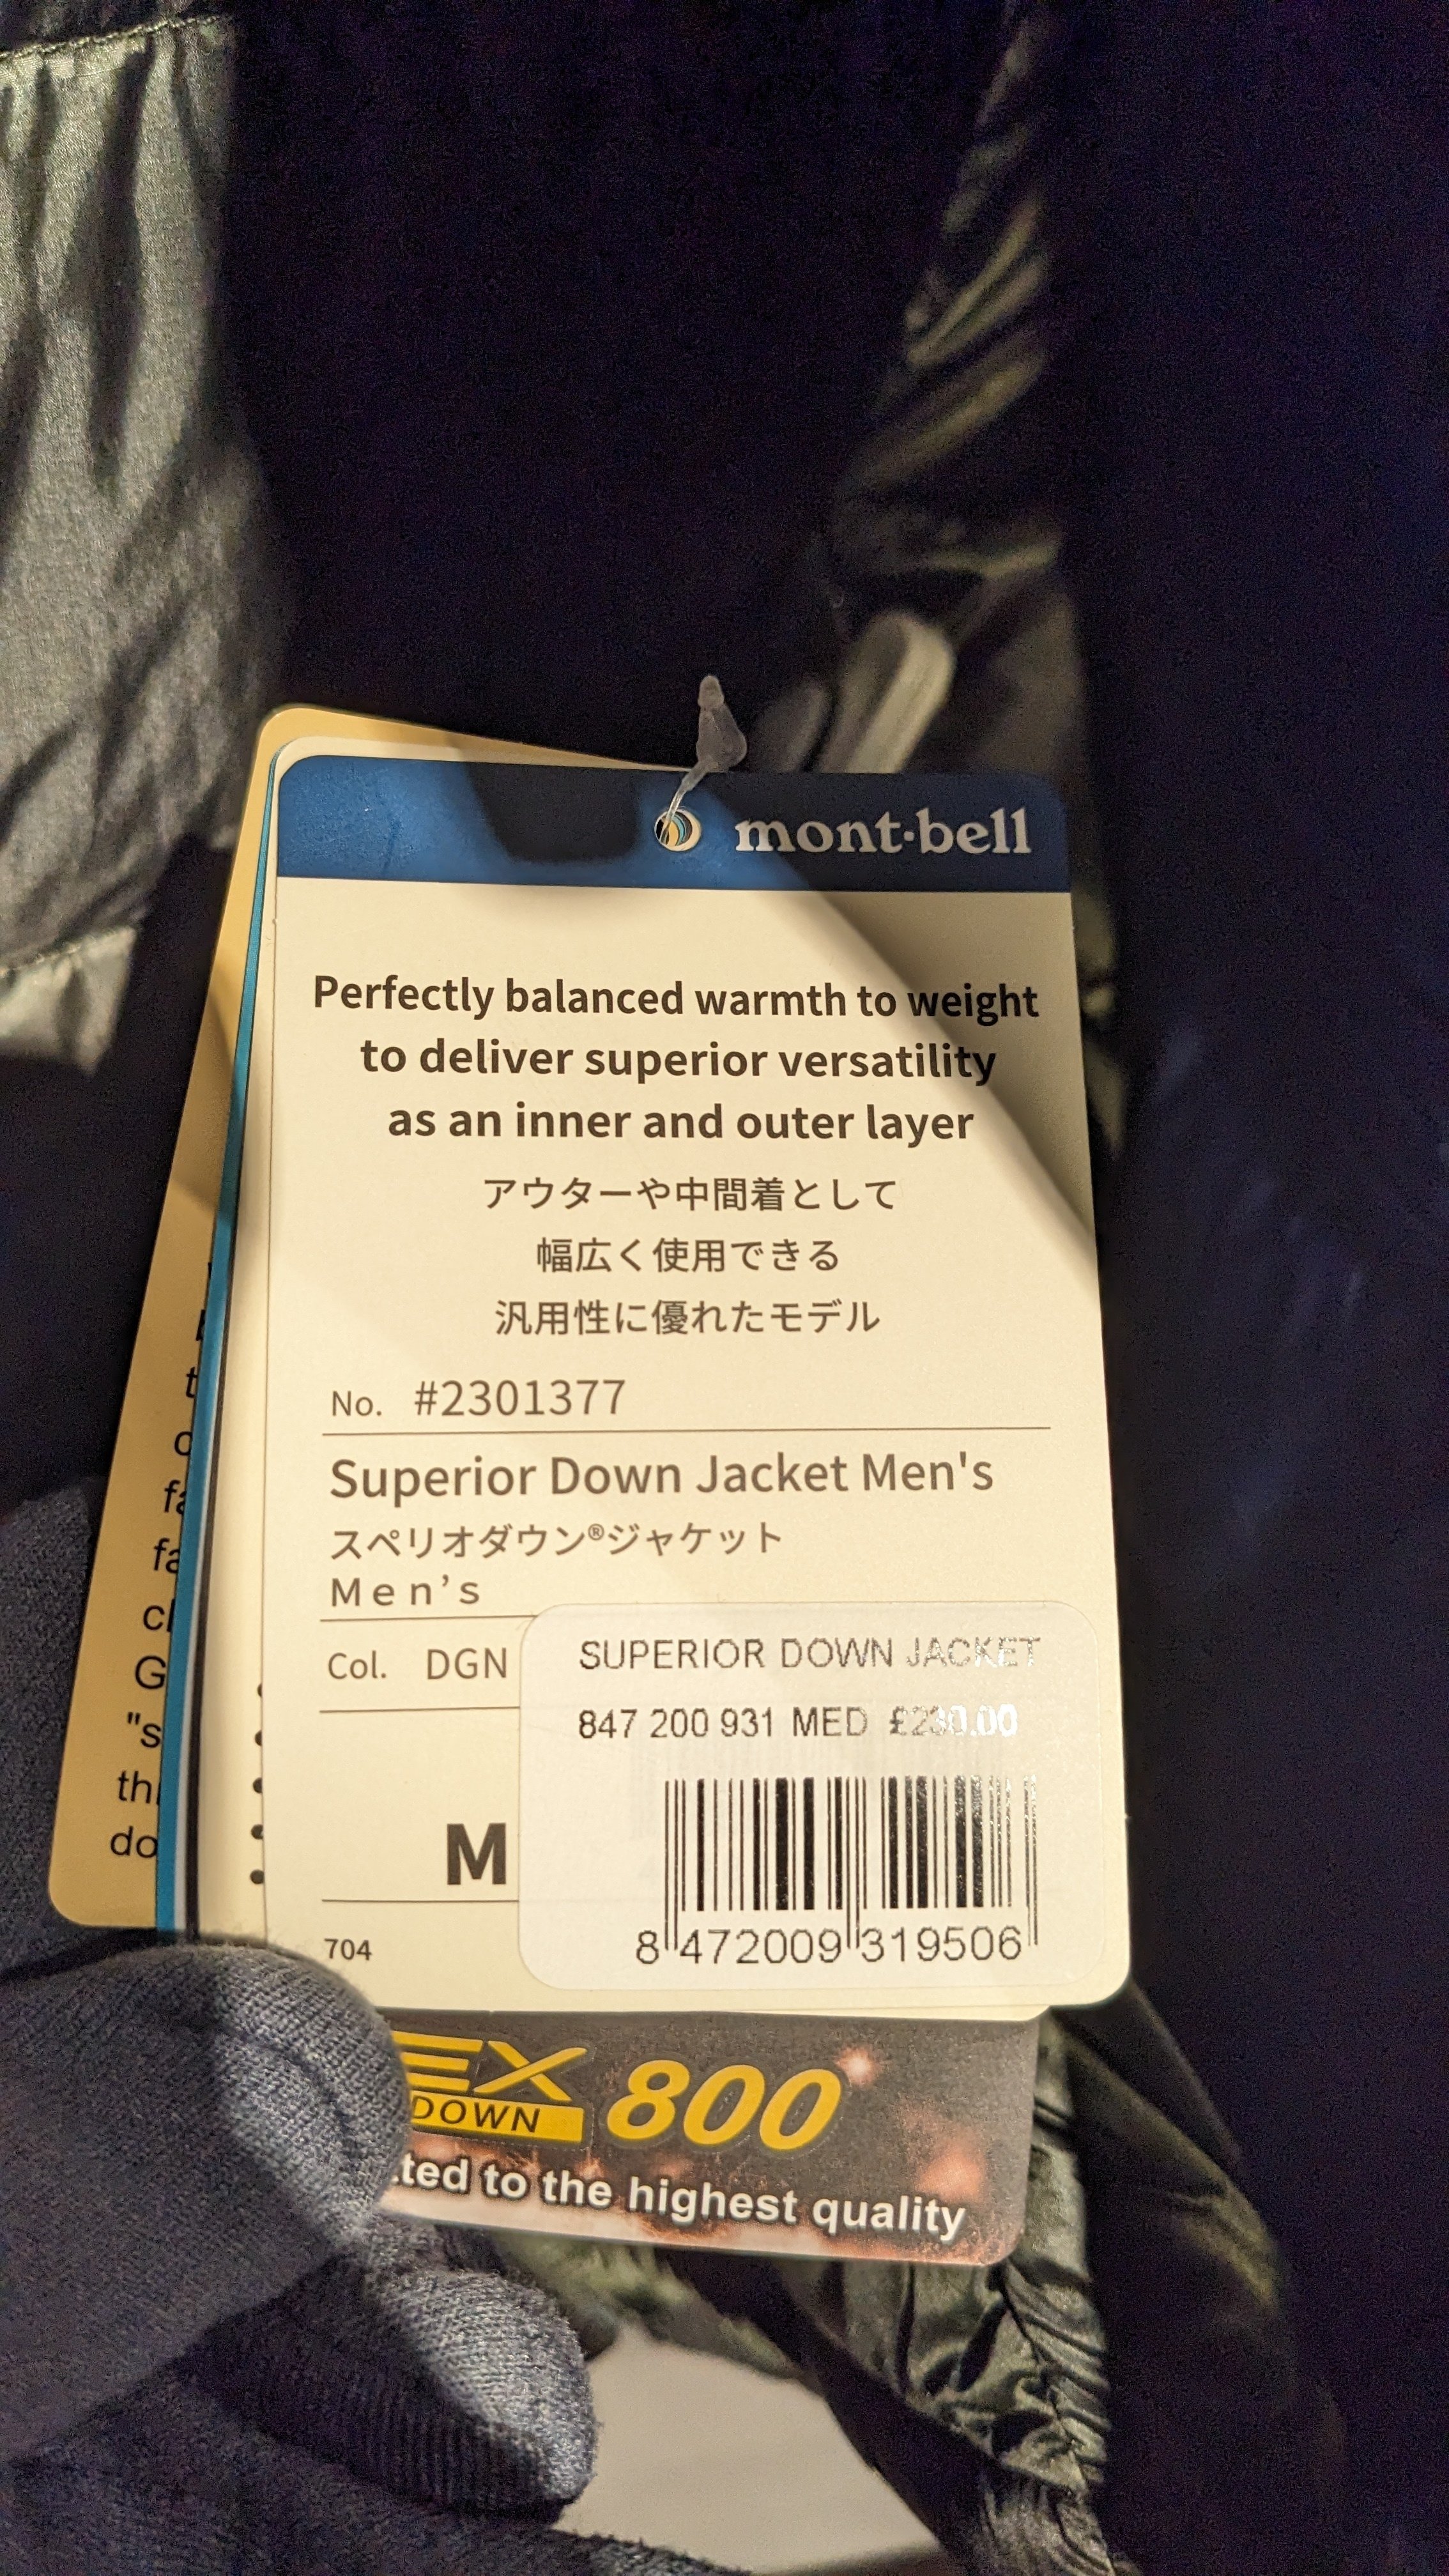 mont·bell
Perfectly balanced warmth to weight
to deliver superior versatility
as an inner and outer layer
アウターや中間着として
幅広く使用できる
汎用性に優れたモデル
No. #2301377
Superior Down Jacket Men's
スペリオダウン®ジャケット
Men's
Col. DGN
SUPERIOR DOWN JACKET
847 200 931 MED £230.00
M
8 472009 319506
704
EX
DOWN
800
to the highest quality